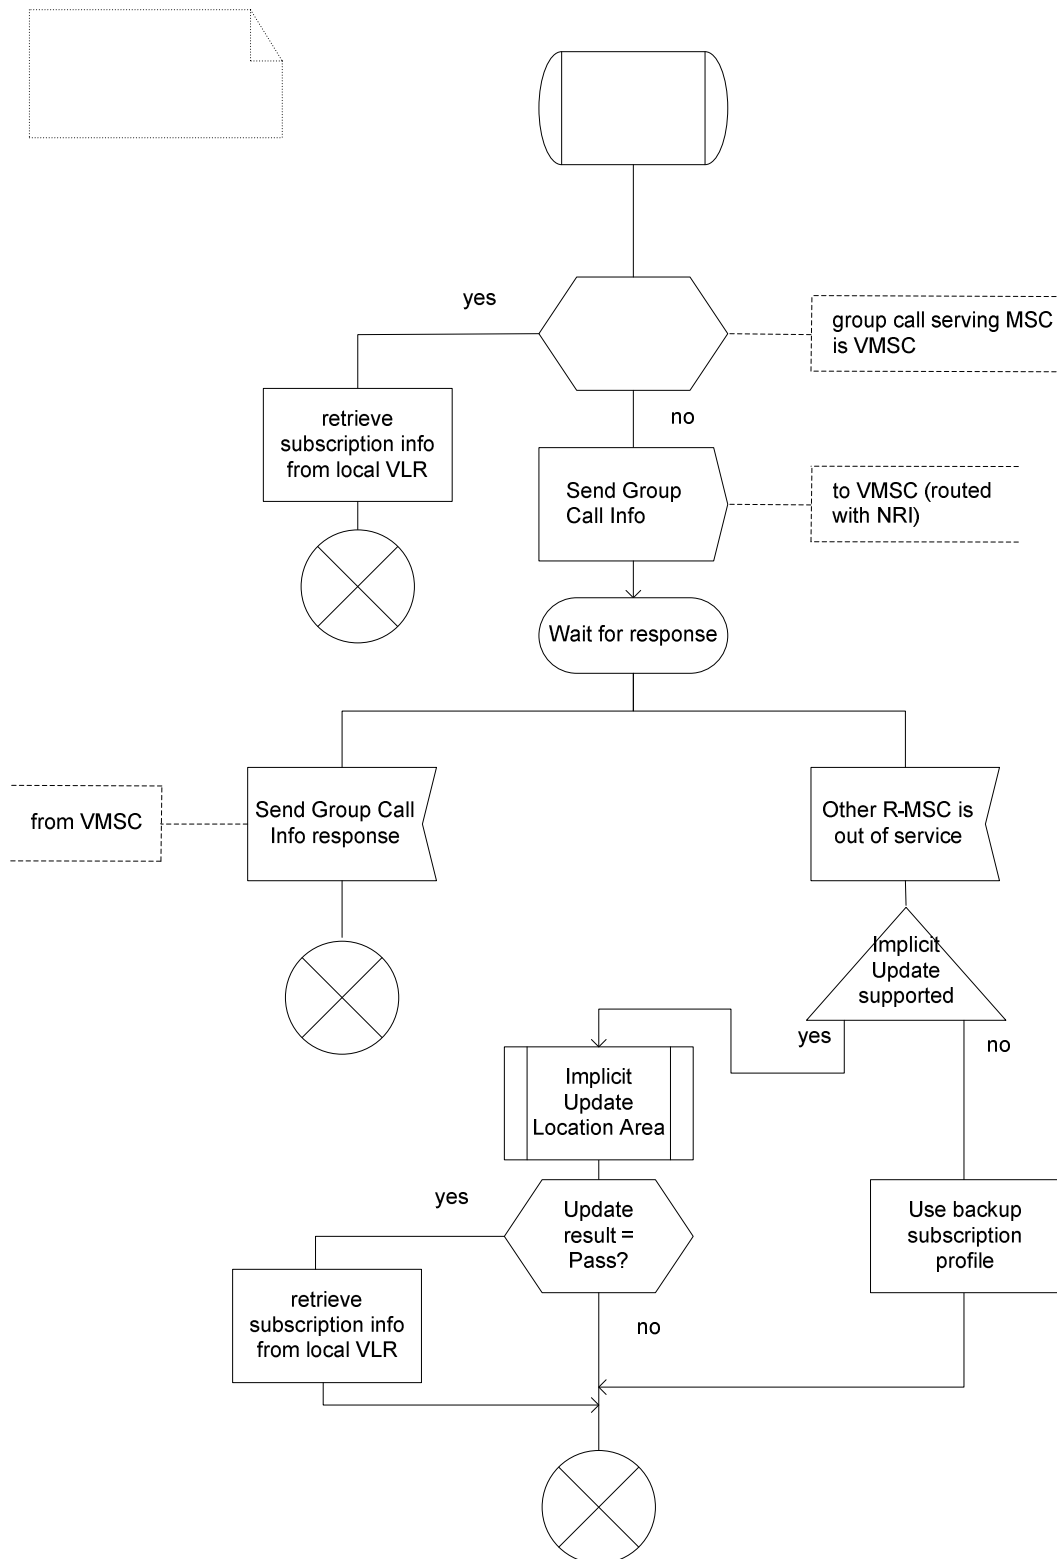 yes
group call serving MSC
is VMSC
retrieve
subscription info
from local VLR
no
Send Group
Call Info
to VMSC (routed
with NRI)
Wait for response
from VMSC
Send Group Call
Info response
Other R-MSC is
out of service
Implicit
Update
supported
yes
no
Implicit
Update
Location Area
yes
Update
result =
Pass?
Use backup
subscription
profile
retrieve
subscription info
from local VLR
no